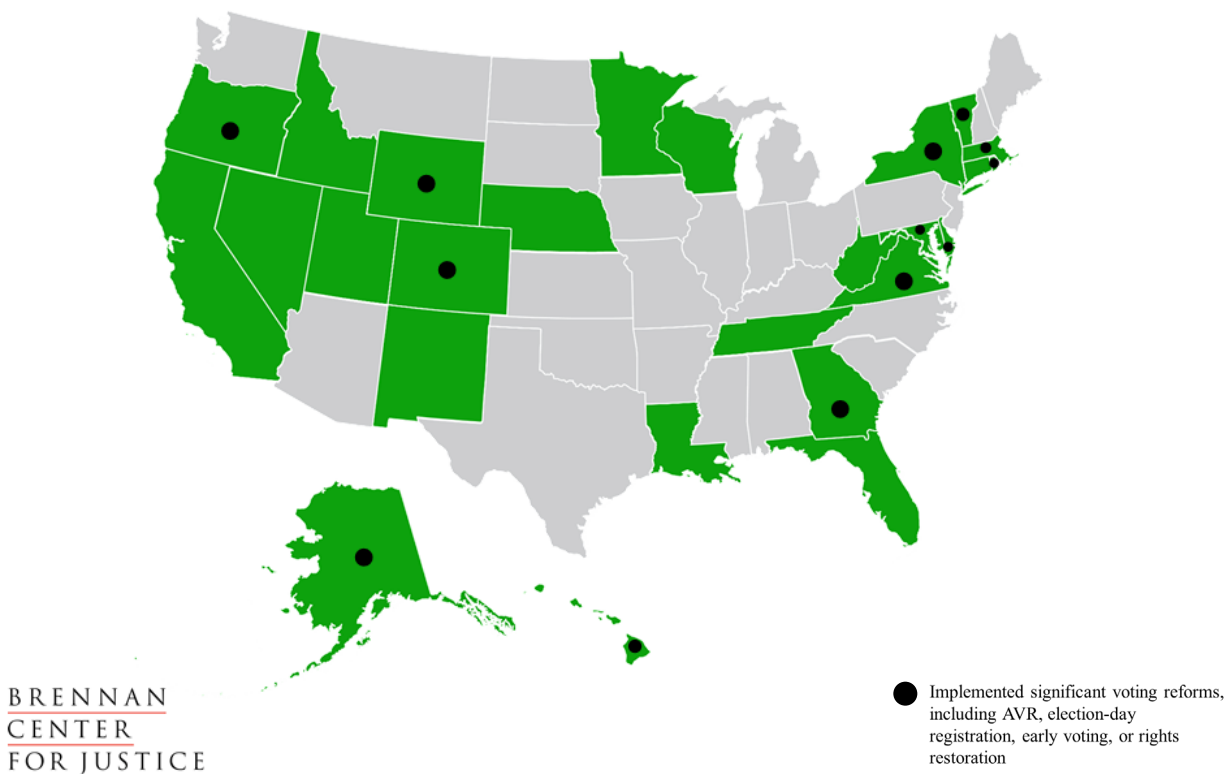 BRENNAN
CENTER
FOR JUSTICE
Implemented significant voting reforms,
including AVR, election-day
registration, early voting, or rights
restoration